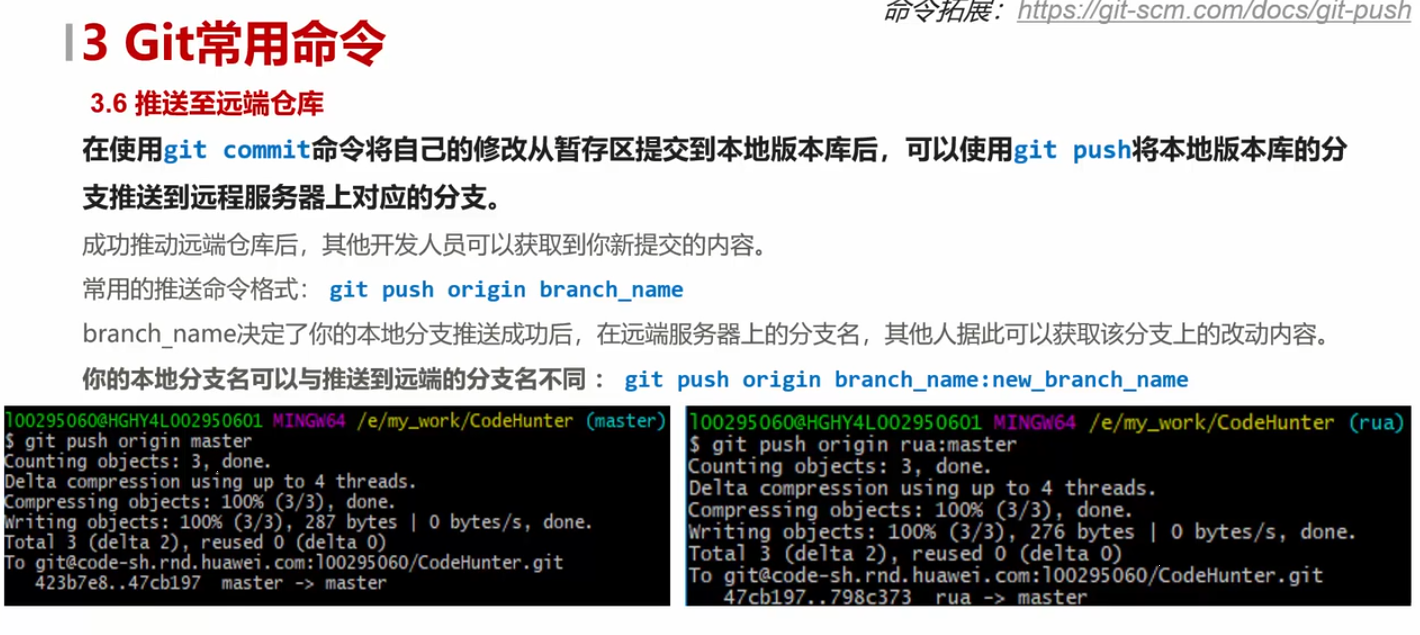 命令拓展：https://git-scm.com/docs/git-push
3 Git常用命令
3.6 推送至远端仓库
在使用git commit命令将自己的修改从暂存区提交到本地版本库后，可以使用git push将本地版本库的分
支推送到远程服务器上对应的分支。
成功推动远端仓库后，其他开发人员可以获取到你新提交的内容。
常用的推送命令格式： git push origin branch_name
branch_name决定了你的本地分支推送成功后，在远端服务器上的分支名，其他人据此可以获取该分支上的改动内容。
你的本地分支名可以与推送到远端的分支名不同： git push origin branch_name:new_branch_name
l00295060@HGHY4L002950601 MINGW64 /e/my_work/CodeHunter (master)
$ git push origin master
Counting objects: 3, done.
Delta compression using up to 4 threads.
Compressing objects: 100% (3/3), done.
Writing objects: 100% (3/3), 287 bytes | 0 bytes/s, done.
Total 3 (delta 2), reused 0 (delta 0)
To git@code-sh.rnd.huawei.com:l00295060/CodeHunter.git
423b7e8..47cb197 master -> master
l00295060@HGHY4L002950601 MINGW64 /e/my_work/CodeHunter (rua)
$ git push origin rua:master
Counting objects: 3, done.
Delta compression using up to 4 threads.
Compressing objects: 100% (3/3), done.
Writing objects: 100% (3/3), 276 bytes | 0 bytes/s, done.
Total 3 (delta 2), reused 0 (delta 0)
To git@code-sh.rnd.huawei.com:l00295060/CodeHunter.git
47cb197..798c373 rua -> master